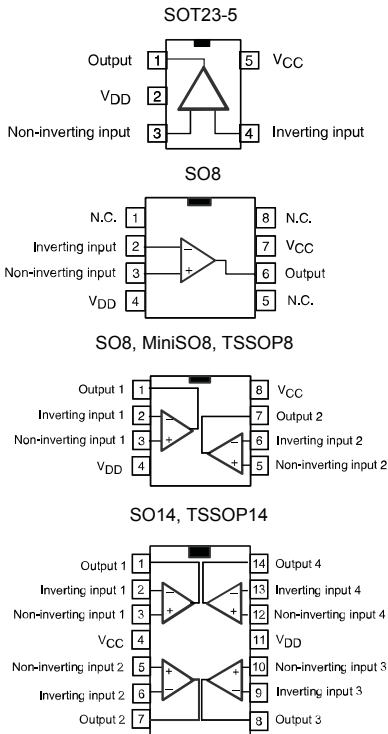 SOT23-5
Output 1 5 VCC
VDD 2
Non-inverting input 3 4 Inverting input
SO8
N.C. 1 8 N.C.
Inverting input 2 − 7 VCC
Non-inverting input 3 + 6 Output
VDD 4 5 N.C.
SO8, MiniSO8, TSSOP8
Output 1 1 8 VCC
Inverting input 1 2 − 7 Output 2
Non-inverting input 1 3 + − 6 Inverting input 2
VDD 4 + 5 Non-inverting input 2
SO14, TSSOP14
Output 1 1 14 Output 4
Inverting input 1 2 − − 13 Inverting input 4
Non-inverting input 1 3 + + 12 Non-inverting input 4
VCC 4 11 VDD
Non-inverting input 2 5 + + 10 Non-inverting input 3
Inverting input 2 6 − − 9 Inverting input 3
Output 2 7 8 Output 3